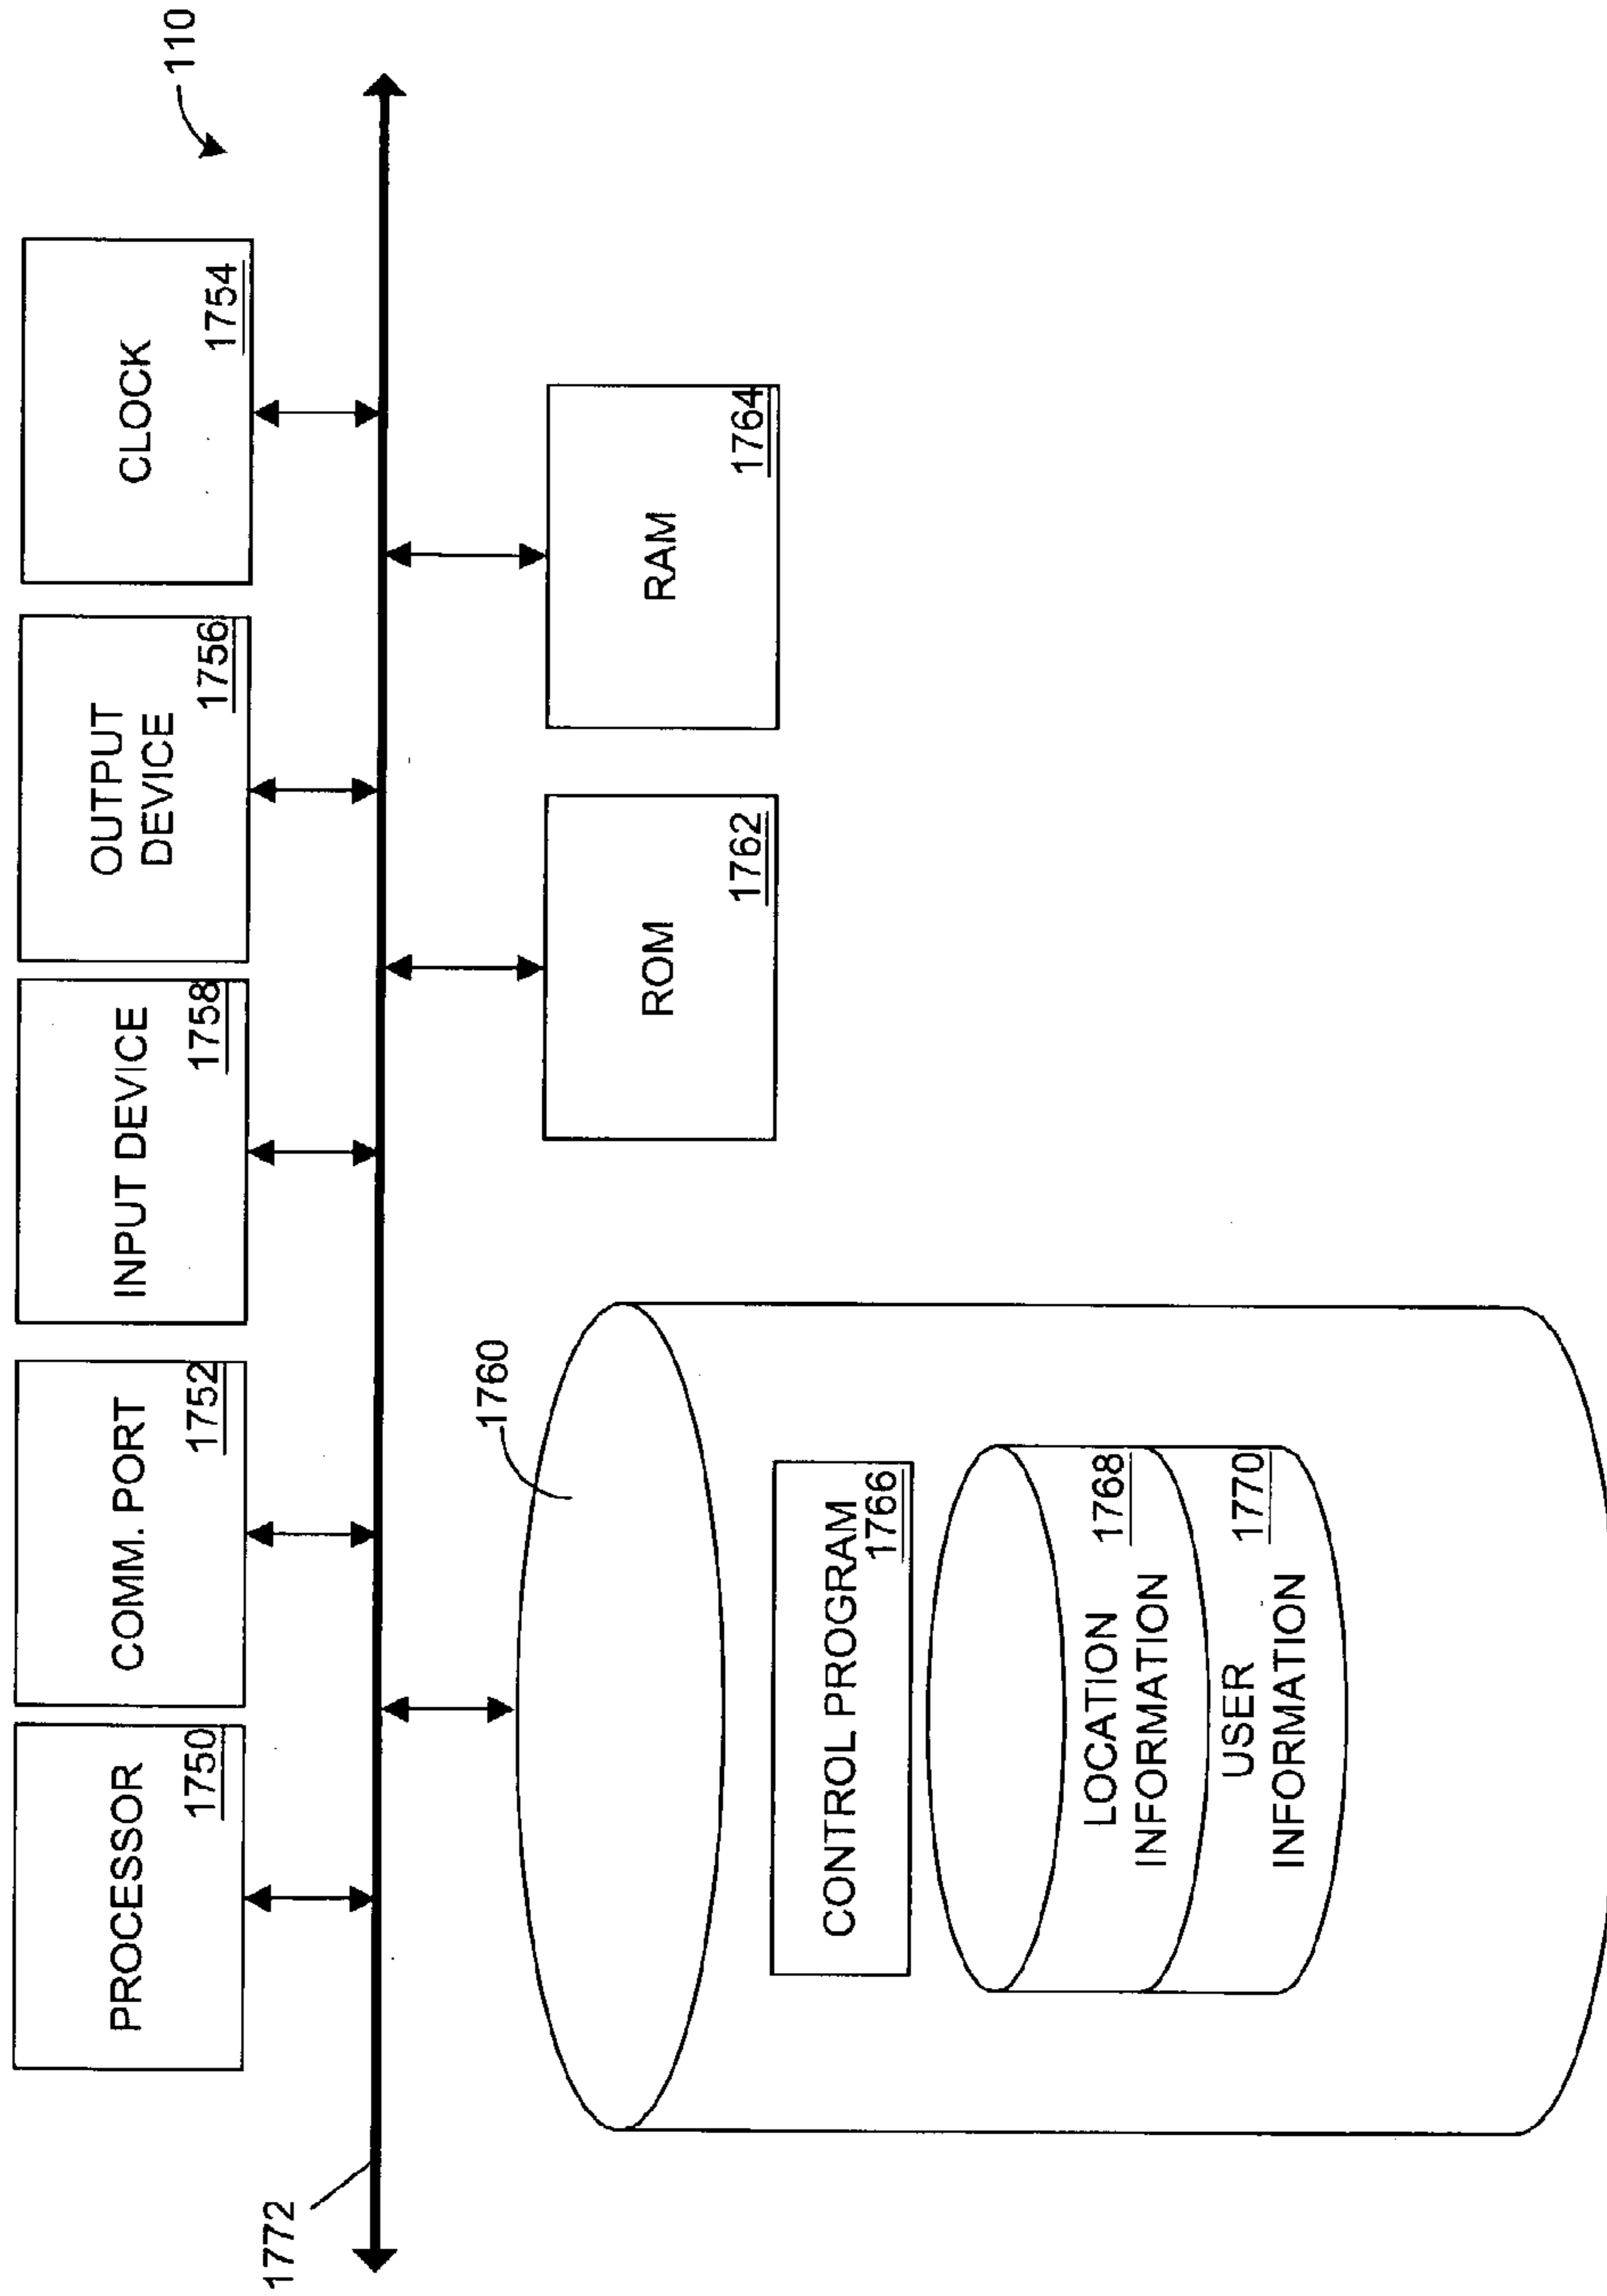 110
PROCESSOR
1750
COMM. PORT
1752
INPUT DEVICE
1758
OUTPUT
DEVICE
1756
CLOCK
1754
1772
1760
ROM
1762
RAM
1764
CONTROL PROGRAM
1766
LOCATION
INFORMATION
1768
USER
INFORMATION
1770